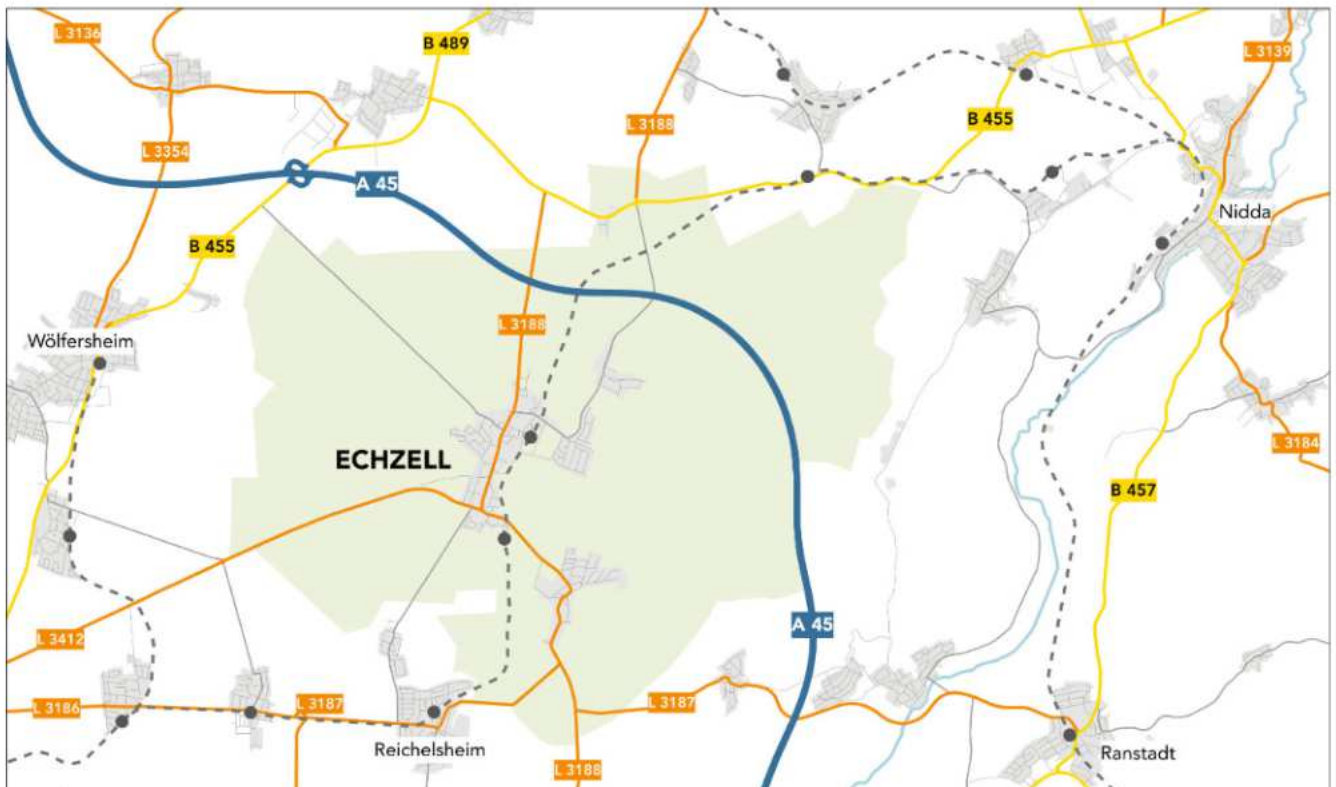 L 3136
B 489
L 3139
L 3188
B 455
L 3354
A 45
Nidda
B 455
L 3188
Wölfersheim
ECHZELL
L 3184
B 457
A 45
L 3412
L 3186
L 3187
L 3187
Reichelsheim
Ranstadt
L 3188